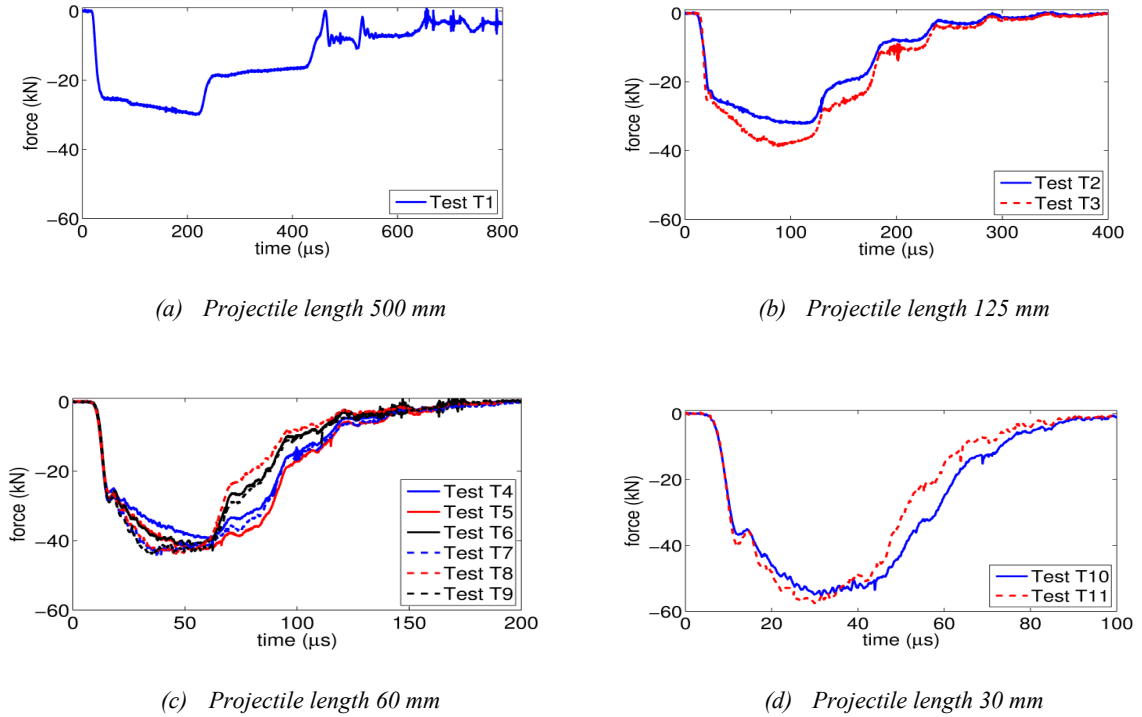 0
−20
−40
−60
force (kN)
0 200 400 600 800
time (μs)
Test T1
(a) Projectile length 500 mm
0
−20
−40
−60
force (kN)
0 100 200 300 400
time (μs)
Test T2
Test T3
(b) Projectile length 125 mm
0
−20
−40
−60
force (kN)
0 50 100 150 200
time (μs)
Test T4
Test T5
Test T6
Test T7
Test T8
Test T9
(c) Projectile length 60 mm
0
−20
−40
−60
force (kN)
0 20 40 60 80 100
time (μs)
Test T10
Test T11
(d) Projectile length 30 mm